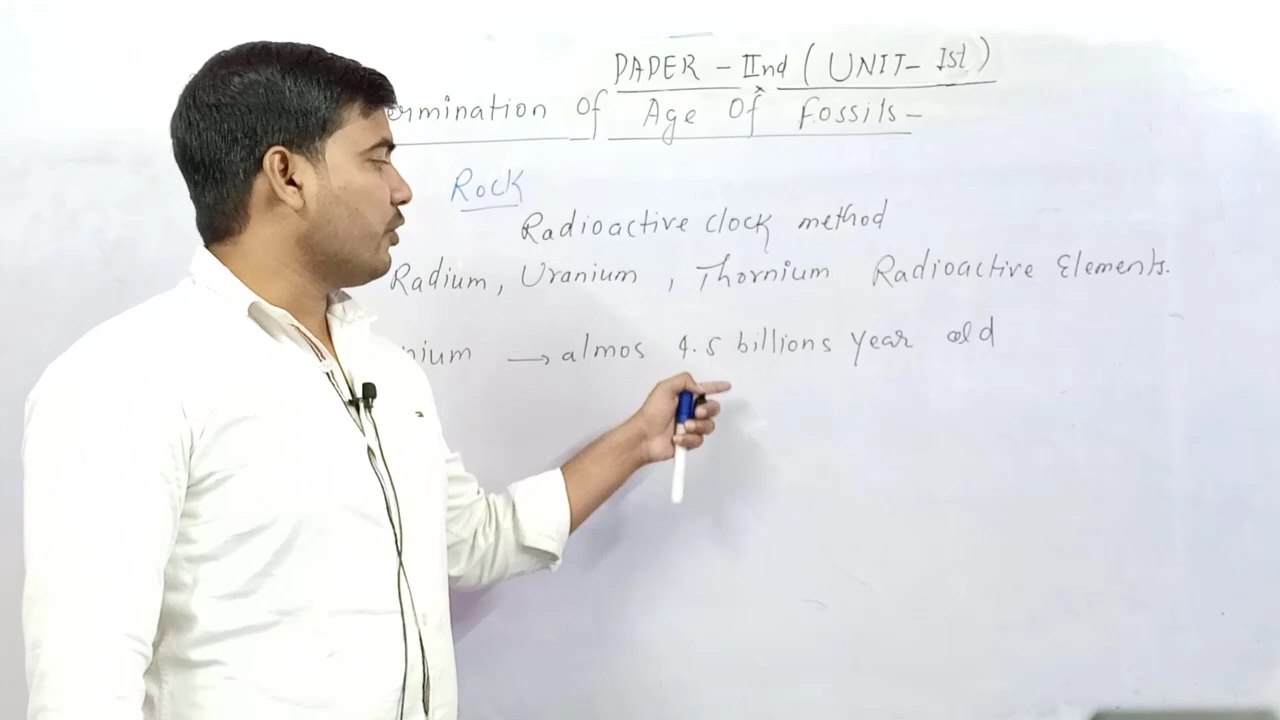 PAPER - IInd (UNIT- Ist)
ermination Of Age Of Fossils -
Rock
Radioactive clock method
Radium, Uranium, Thornium Radioactive Elements.
nium → almos 4.5 billions year old